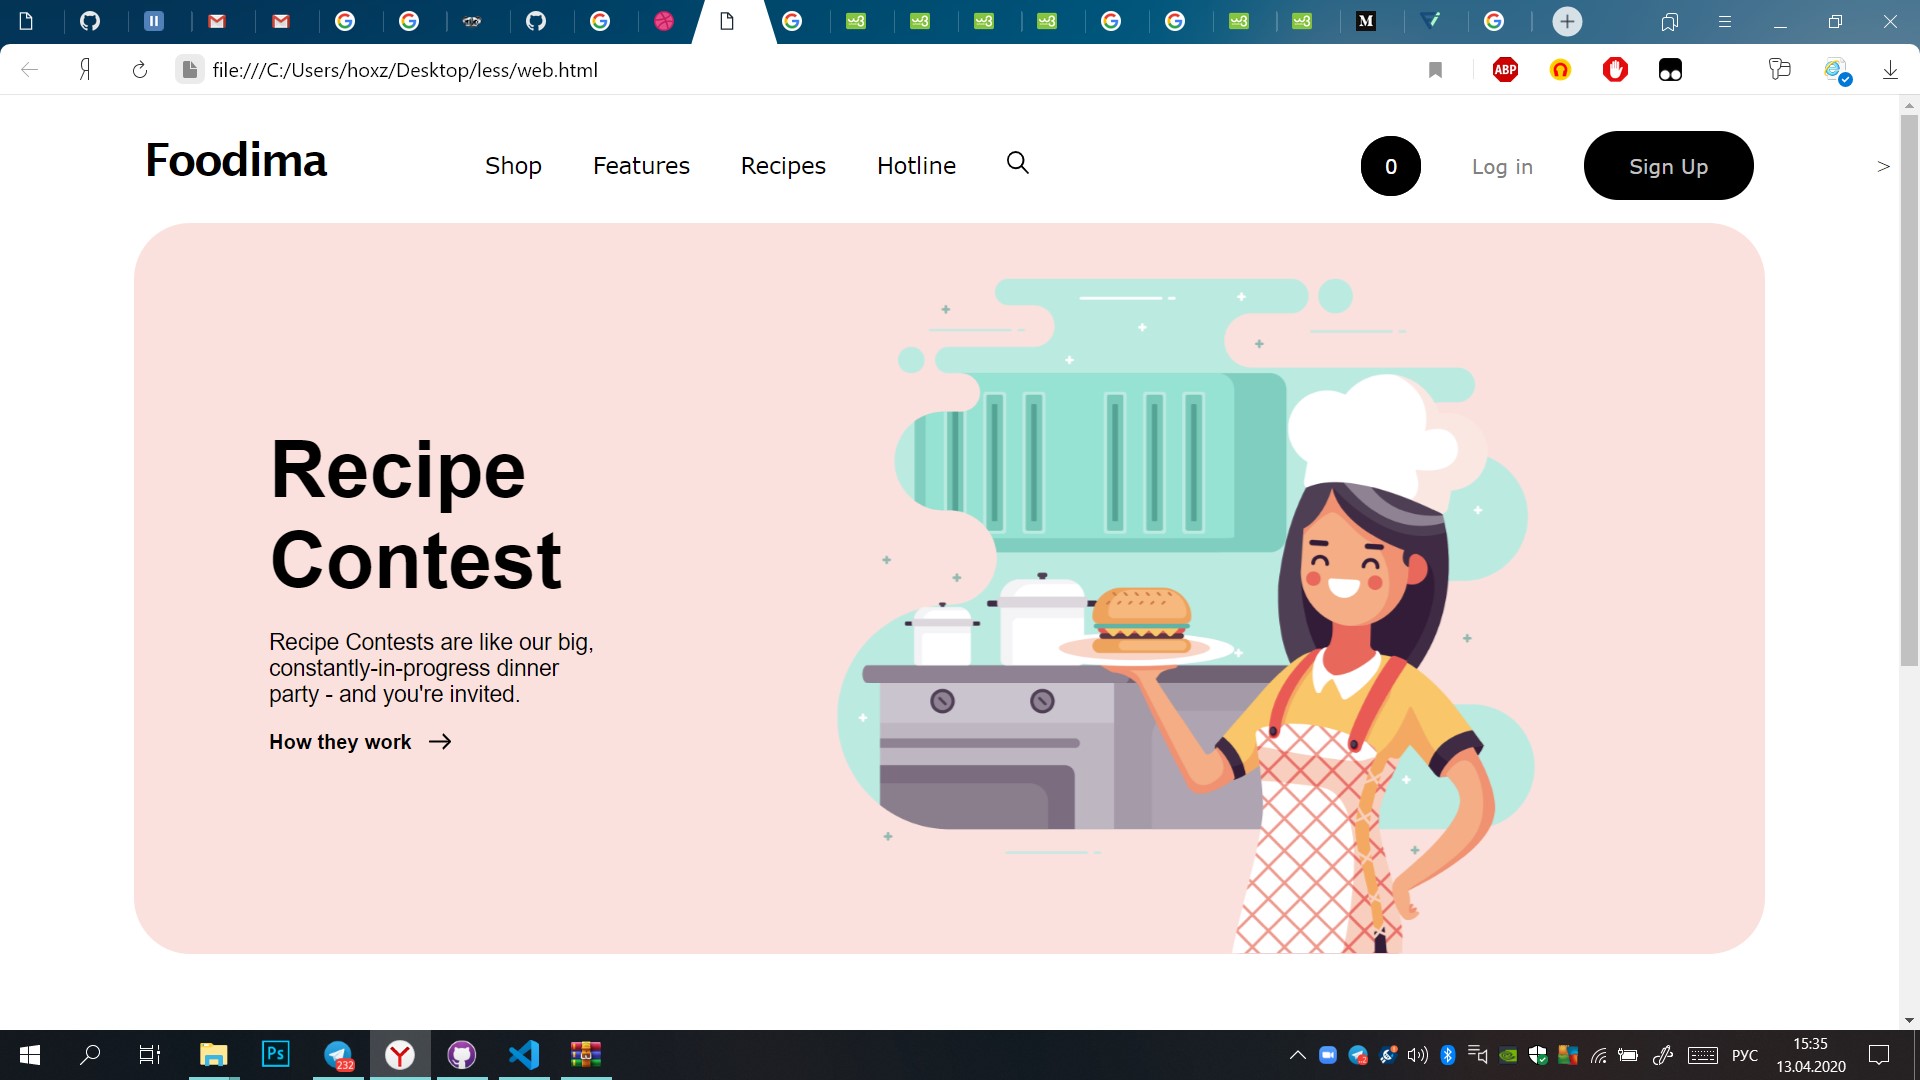 file:///C:/Users/hoxz/Desktop/less/web.html
ABP
Foodima
Shop
Features
Recipes
Hotline
0
Log in
Sign Up
>
Recipe
Contest
Recipe Contests are like our big,
constantly-in-progress dinner
party - and you're invited.
How they work →
Ps
232
РУС
15:35
13.04.2020